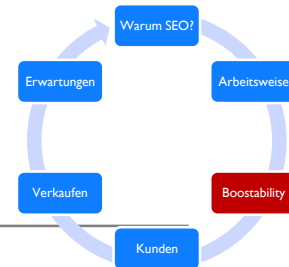 Warum SEO?
Arbeitsweise
Boostability
Kunden
Verkaufen
Erwartungen